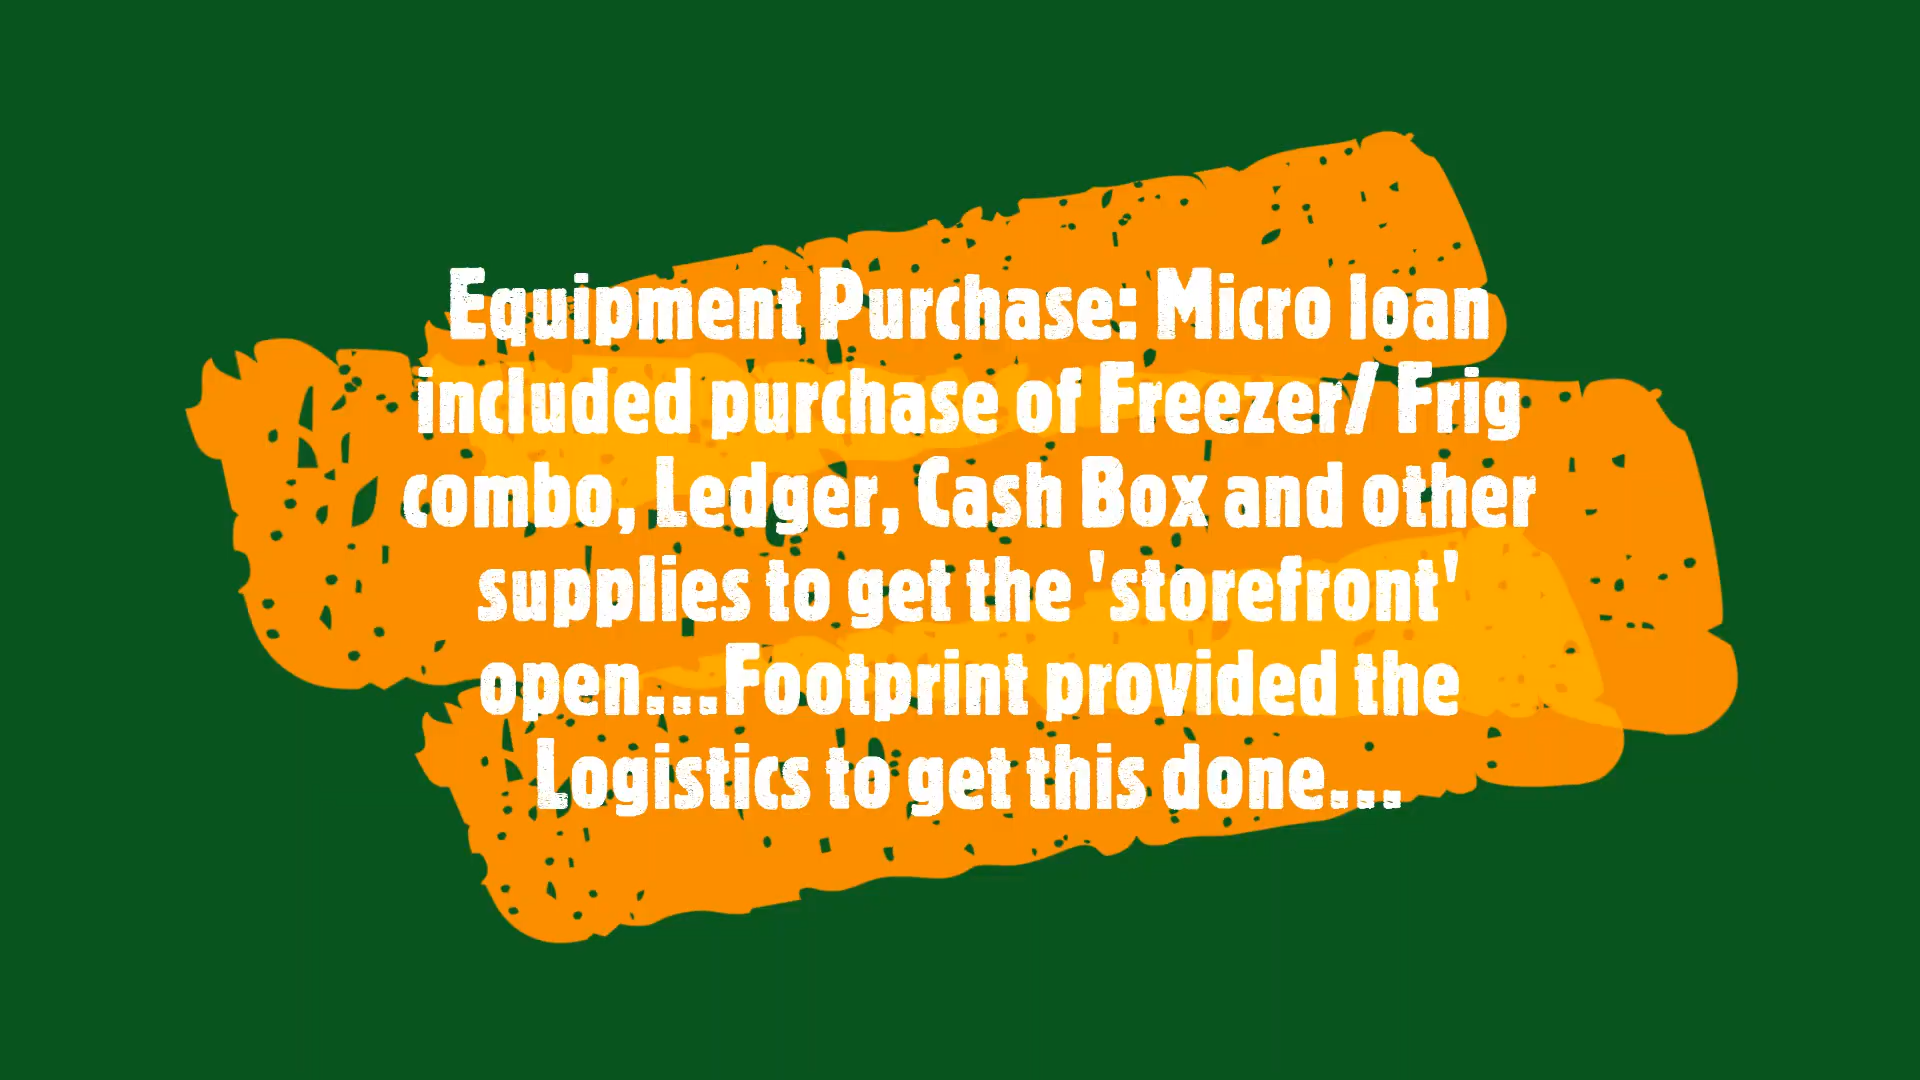 Equipment Purchase: Micro loan
included purchase of Freezer/ Frig
combo, Ledger, Cash Box and other
supplies to get the 'storefront'
open...Footprint provided the
Logistics to get this done...